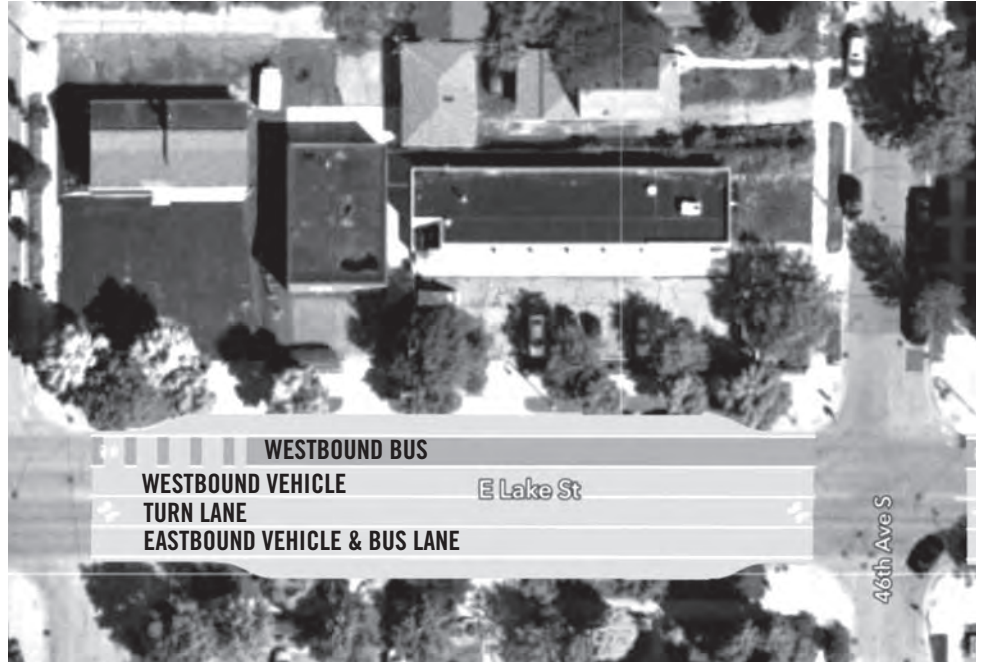 WESTBOUND BUS
WESTBOUND VEHICLE
E Lake St
TURN LANE
EASTBOUND VEHICLE & BUS LANE
46th Ave S